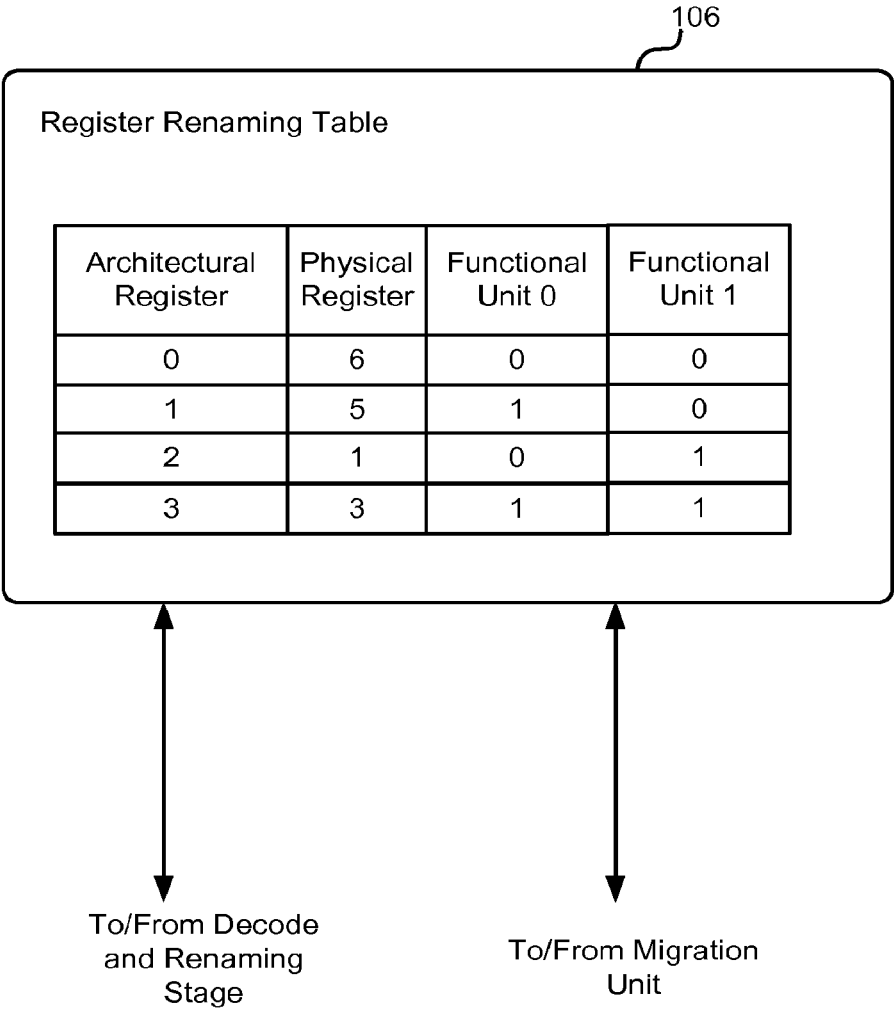 106
Register Renaming Table
Architectural Register Physical Register Functional Unit 0 Functional Unit 1
0 6 0 0
1 5 1 0
2 1 0 1
3 3 1 1
To/From Decode
and Renaming
Stage
To/From Migration
Unit